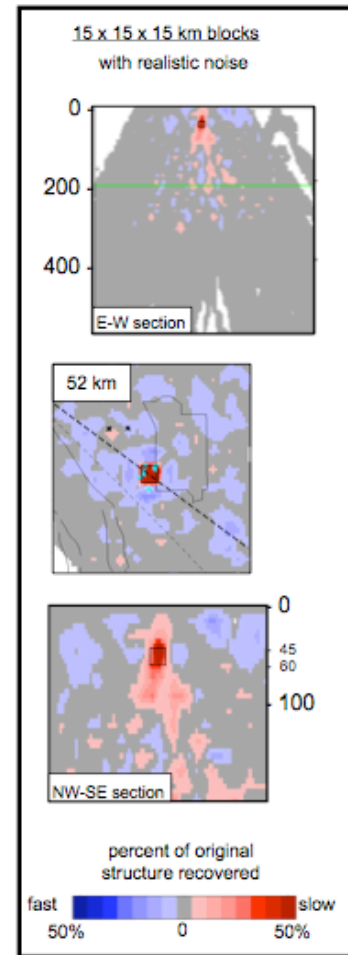 15 x 15 x 15 km blocks
with realistic noise
0
200
400
E-W section
52 km
0
45
60
100
NW-SE section
percent of original
structure recovered
fast slow
50% 0 50%